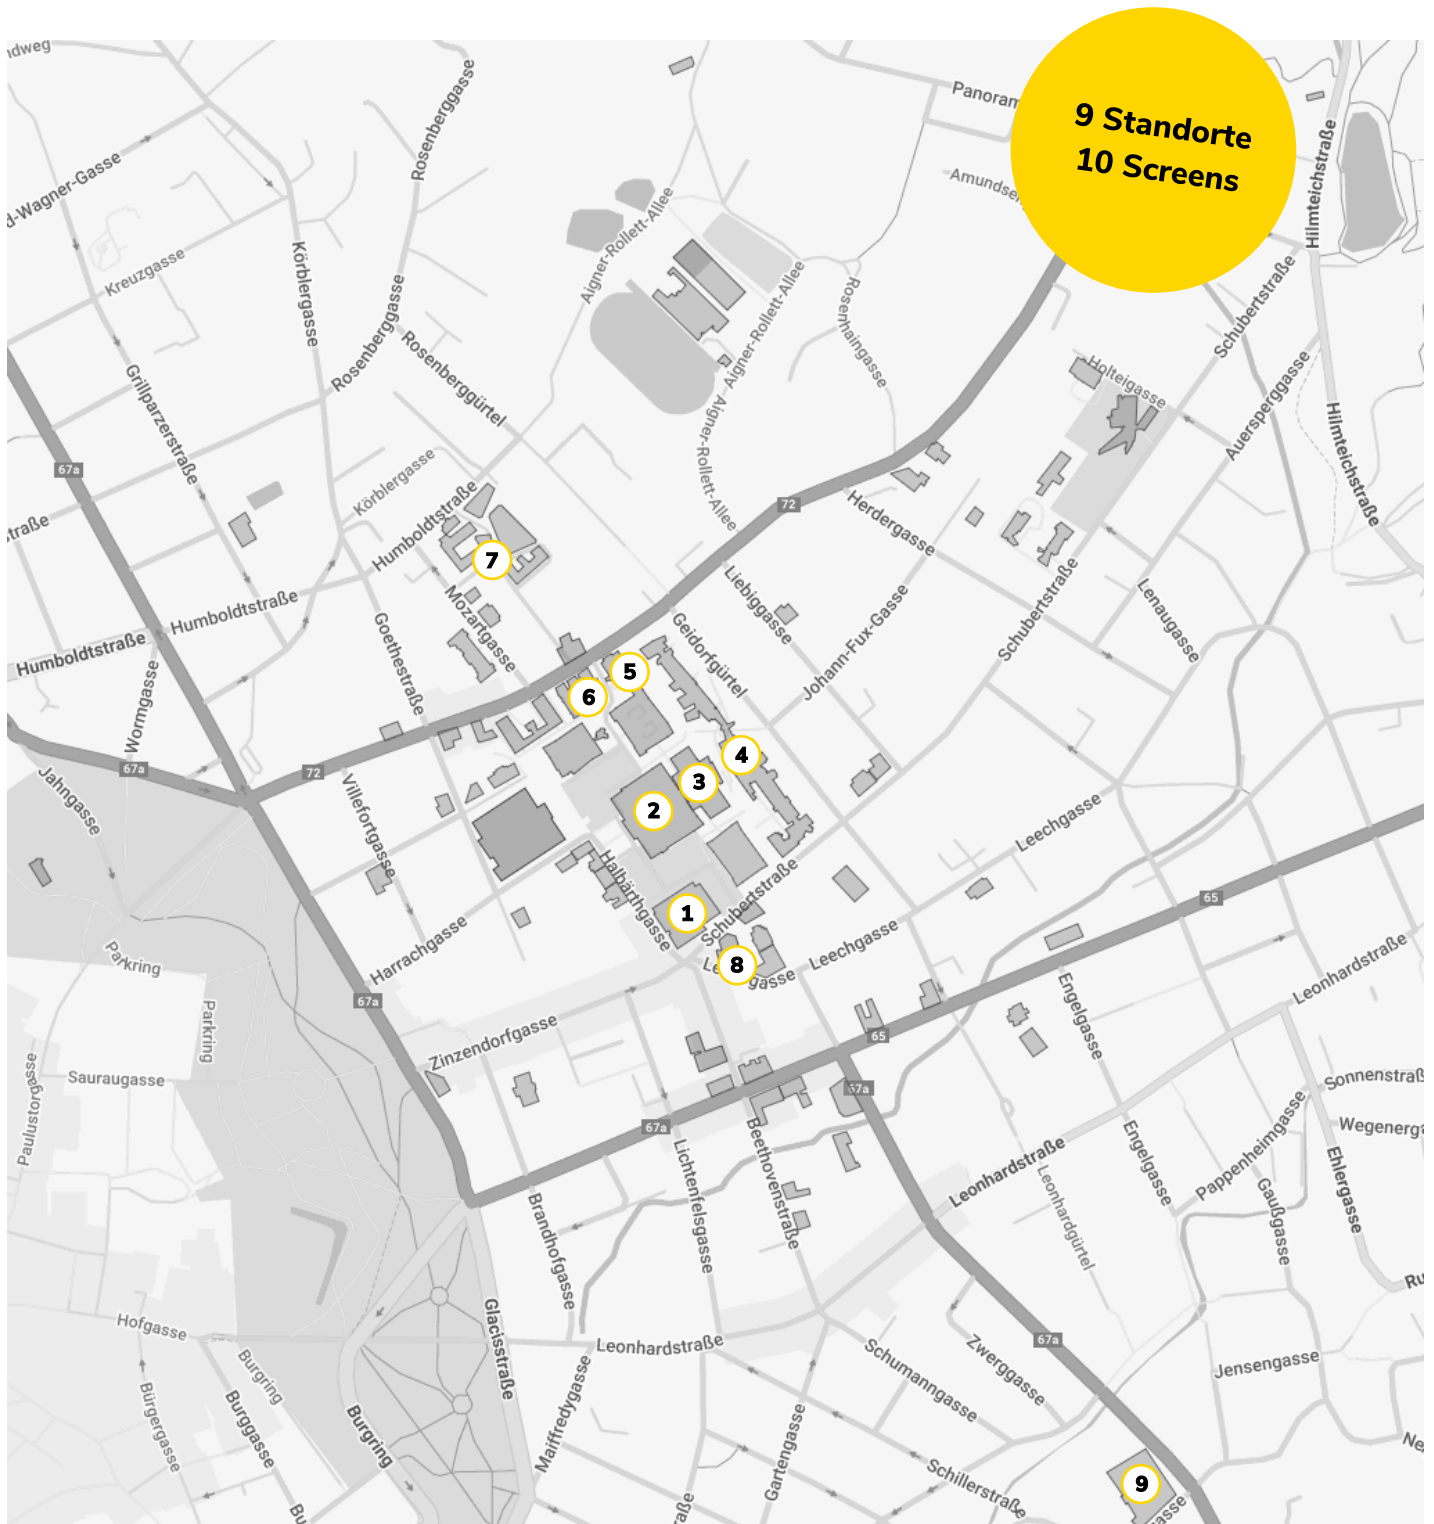 9 Standorte
10 Screens
Panoram
Hilmteichstraße
Rosenberggasse
Aigner-Rollett-Allee
Kreuzgasse
Körblergasse
Rosenberggasse
Aigner-Rollett-Allee
Rosenhaingasse
Schubertstraße
Grillparzerstraße
Rosenberggürtel
Aigner-Rollett-Allee
Holteigasse
Auersperggasse
Hilmteichstraße
67a
Körblergasse
Humboldtstraße
72
Herdergasse
7
Mozartgasse
Liebiggasse
Johann-Fux-Gasse
Schubertstraße
Lenaugasse
Humboldtstraße
Humboldtstraße
Goethestraße
Geidorfgürtel
5
6
Wormgasse
67a
72
4
3
2
Jahngasse
Villefortgasse
Leechgasse
Halbärthgasse
Schubertstraße
65
1
Harrachgasse
Leechgasse
8
gasse
Parkring
67a
Parkring
Zinzendorfgasse
65
Engelgasse
Leonhardstraße
Paulustorgasse
Sauraugasse
67a
67a
Sonnenstraß
Wegenerga
Beethovenstraße
Lichtenfelsgasse
Leonhardstraße
Leonhardgürtel
Engelgasse
Pappenheimgasse
Gaußgasse
Ehlergasse
Brandhofgasse
Hofgasse
Glacisstraße
Leonhardstraße
67a
Schumanngasse
Zwerggasse
Jensengasse
Burgring
Bürgergasse
Burggasse
Burgring
Maiffredygasse
Gartengasse
Schillerstraße
9